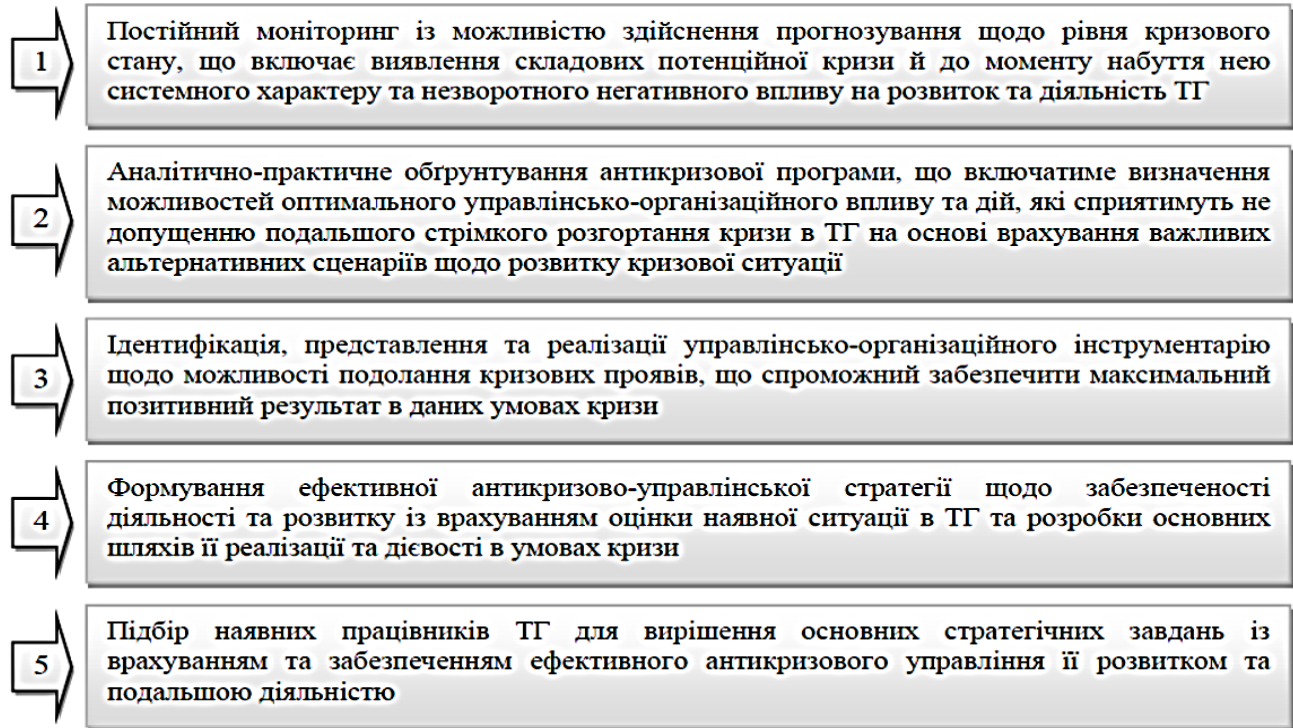 1
Постійний моніторинг із можливістю здійснення прогнозування щодо рівня кризового
стану, що включає виявлення складових потенційної кризи й до моменту набуття нею
системного характеру та незворотного негативного впливу на розвиток та діяльність ТГ
2
Аналітично-практичне обґрунтування антикризової програми, що включатиме визначення
можливостей оптимального управлінсько-організаційного впливу та дій, які сприятимуть не
допущенню подальшого стрімкого розгортання кризи в ТГ на основі врахування важливих
альтернативних сценаріїв щодо розвитку кризової ситуації
3
Ідентифікація, представлення та реалізації управлінсько-організаційного інструментарію
щодо можливості подолання кризових проявів, що спроможний забезпечити максимальний
позитивний результат в даних умовах кризи
4
Формування ефективної антикризово-управлінської стратегії щодо забезпеченості
діяльності та розвитку із врахуванням оцінки наявної ситуації в ТГ та розробки основних
шляхів її реалізації та дієвості в умовах кризи
5
Підбір наявних працівників ТГ для вирішення основних стратегічних завдань із
врахуванням та забезпеченням ефективного антикризового управління її розвитком та
подальшою діяльністю